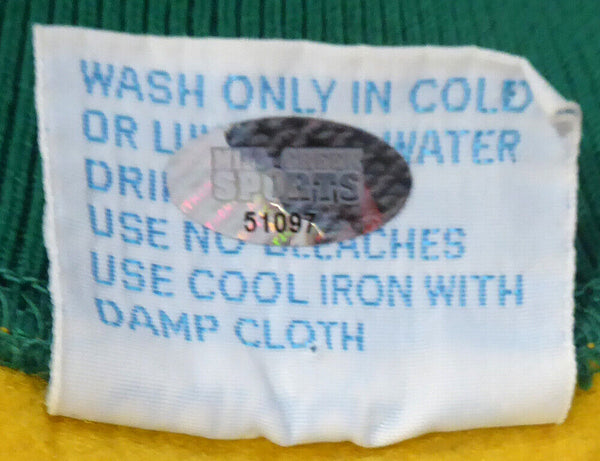 WASH ONLY IN COLD
OR WATER
USE NO BLEACHES
USE COOL IRON WITH
DAMP CLOTH
SPORTS
51097